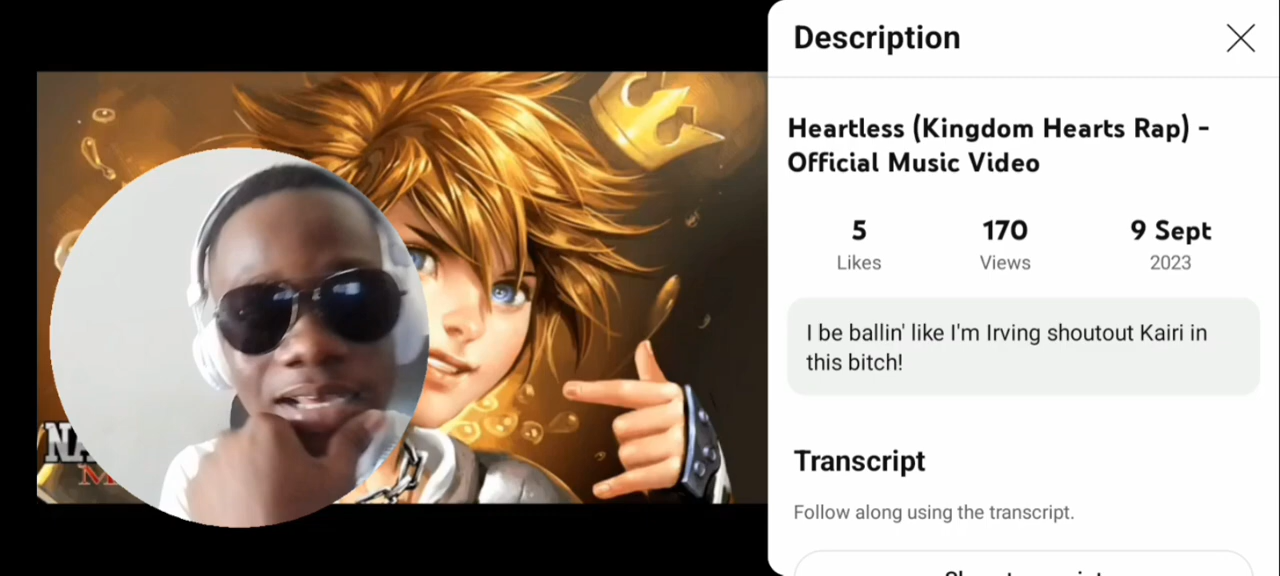 Description
Heartless (Kingdom Hearts Rap) -
Official Music Video
5
170
9 Sept
Likes
Views
2023
I be ballin' like I'm Irving shoutout Kairi in
this bitch!
Transcript
Follow along using the transcript.